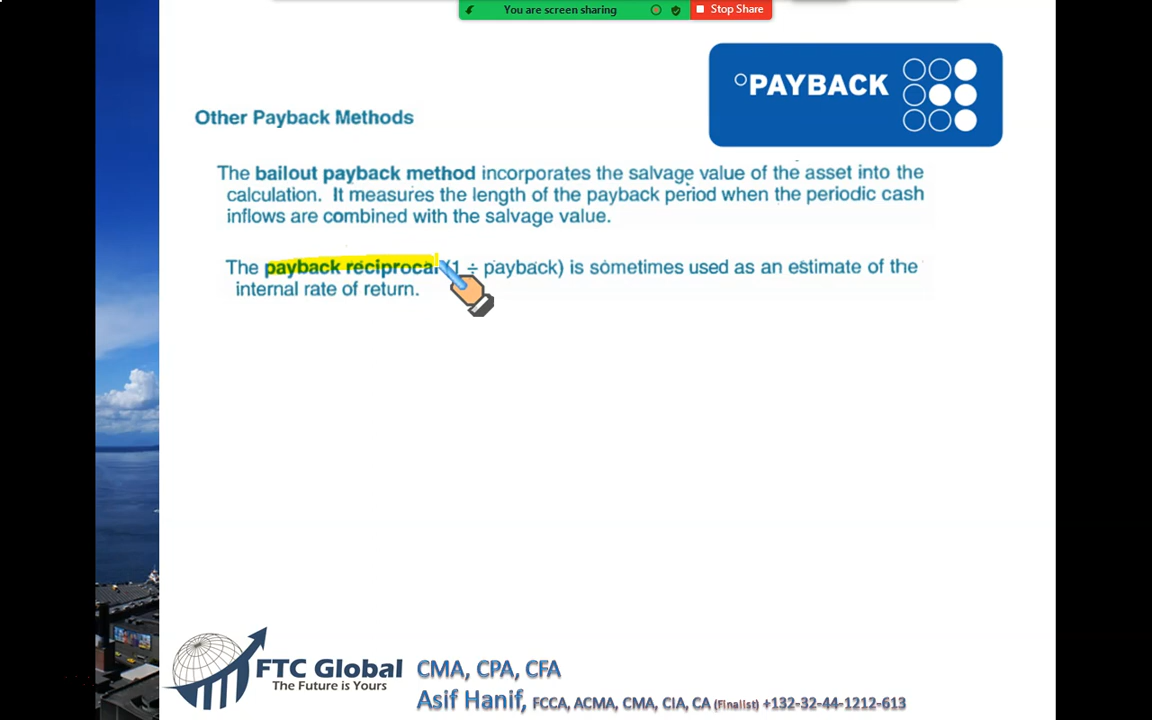 You are screen sharing
Stop Share
PAYBACK
Other Payback Methods
The bailout payback method incorporates the salvage value of the asset into the
calculation. It measures the length of the payback period when the periodic cash
inflows are combined with the salvage value.
The payback reciprocal (1 ÷ payback) is sometimes used as an estimate of the
internal rate of return.
FTC Global
The Future is Yours
CMA, CPA, CFA
Asif Hanif, FCCA, ACMA, CMA, CIA, CA (Finalist) +132-32-44-1212-613